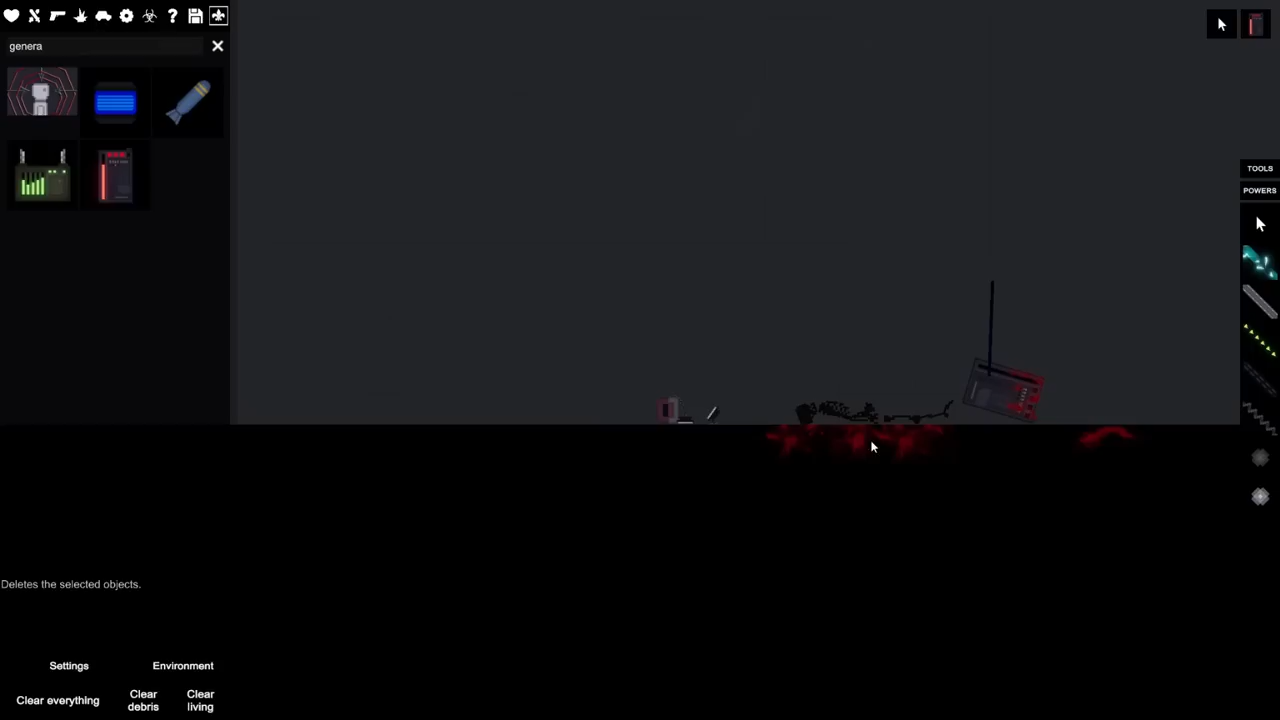 genera
TOOLS
POWERS
Deletes the selected objects.
Settings
Environment
Clear everything
Clear
debris
Clear
living